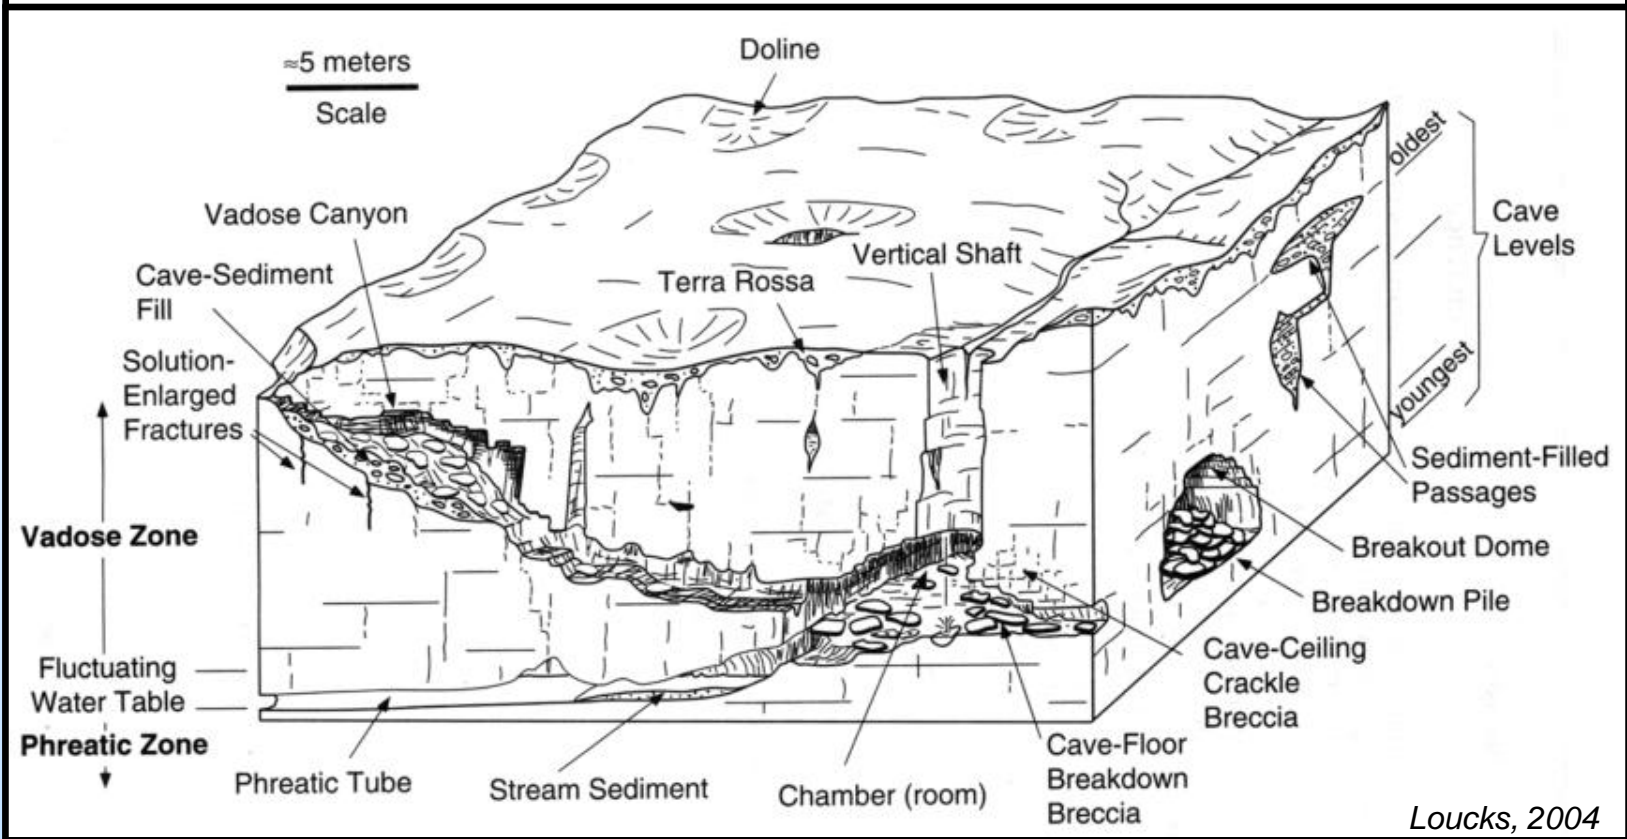 ≈5 meters
Scale
Doline
Vadose Canyon
Cave-Sediment
Fill
Solution-
Enlarged
Fractures
Terra Rossa
Vertical Shaft
oldest
youngest
Cave
Levels
Sediment-Filled
Passages
Breakout Dome
Breakdown Pile
Cave-Ceiling
Crackle
Breccia
Vadose Zone
Fluctuating
Water Table
Phreatic Zone
Phreatic Tube
Stream Sediment
Chamber (room)
Cave-Floor
Breakdown
Breccia
Loucks, 2004